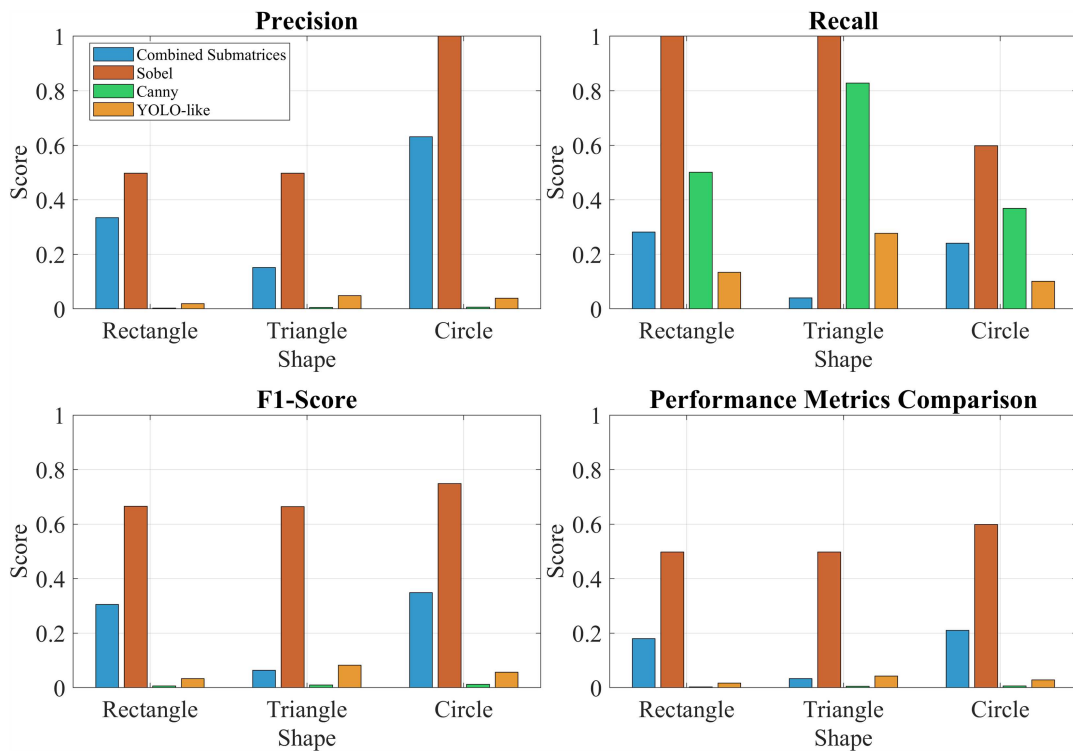 Precision
1
0.8
0.6
0.4
0.2
0
Score
Combined Submatrices
Sobel
Canny
YOLO-like
Rectangle Triangle Circle
Shape
Recall
1
0.8
0.6
0.4
0.2
0
Score
Rectangle Triangle Circle
Shape
F1-Score
1
0.8
0.6
0.4
0.2
0
Score
Rectangle Triangle Circle
Shape
Performance Metrics Comparison
1
0.8
0.6
0.4
0.2
0
Score
Rectangle Triangle Circle
Shape